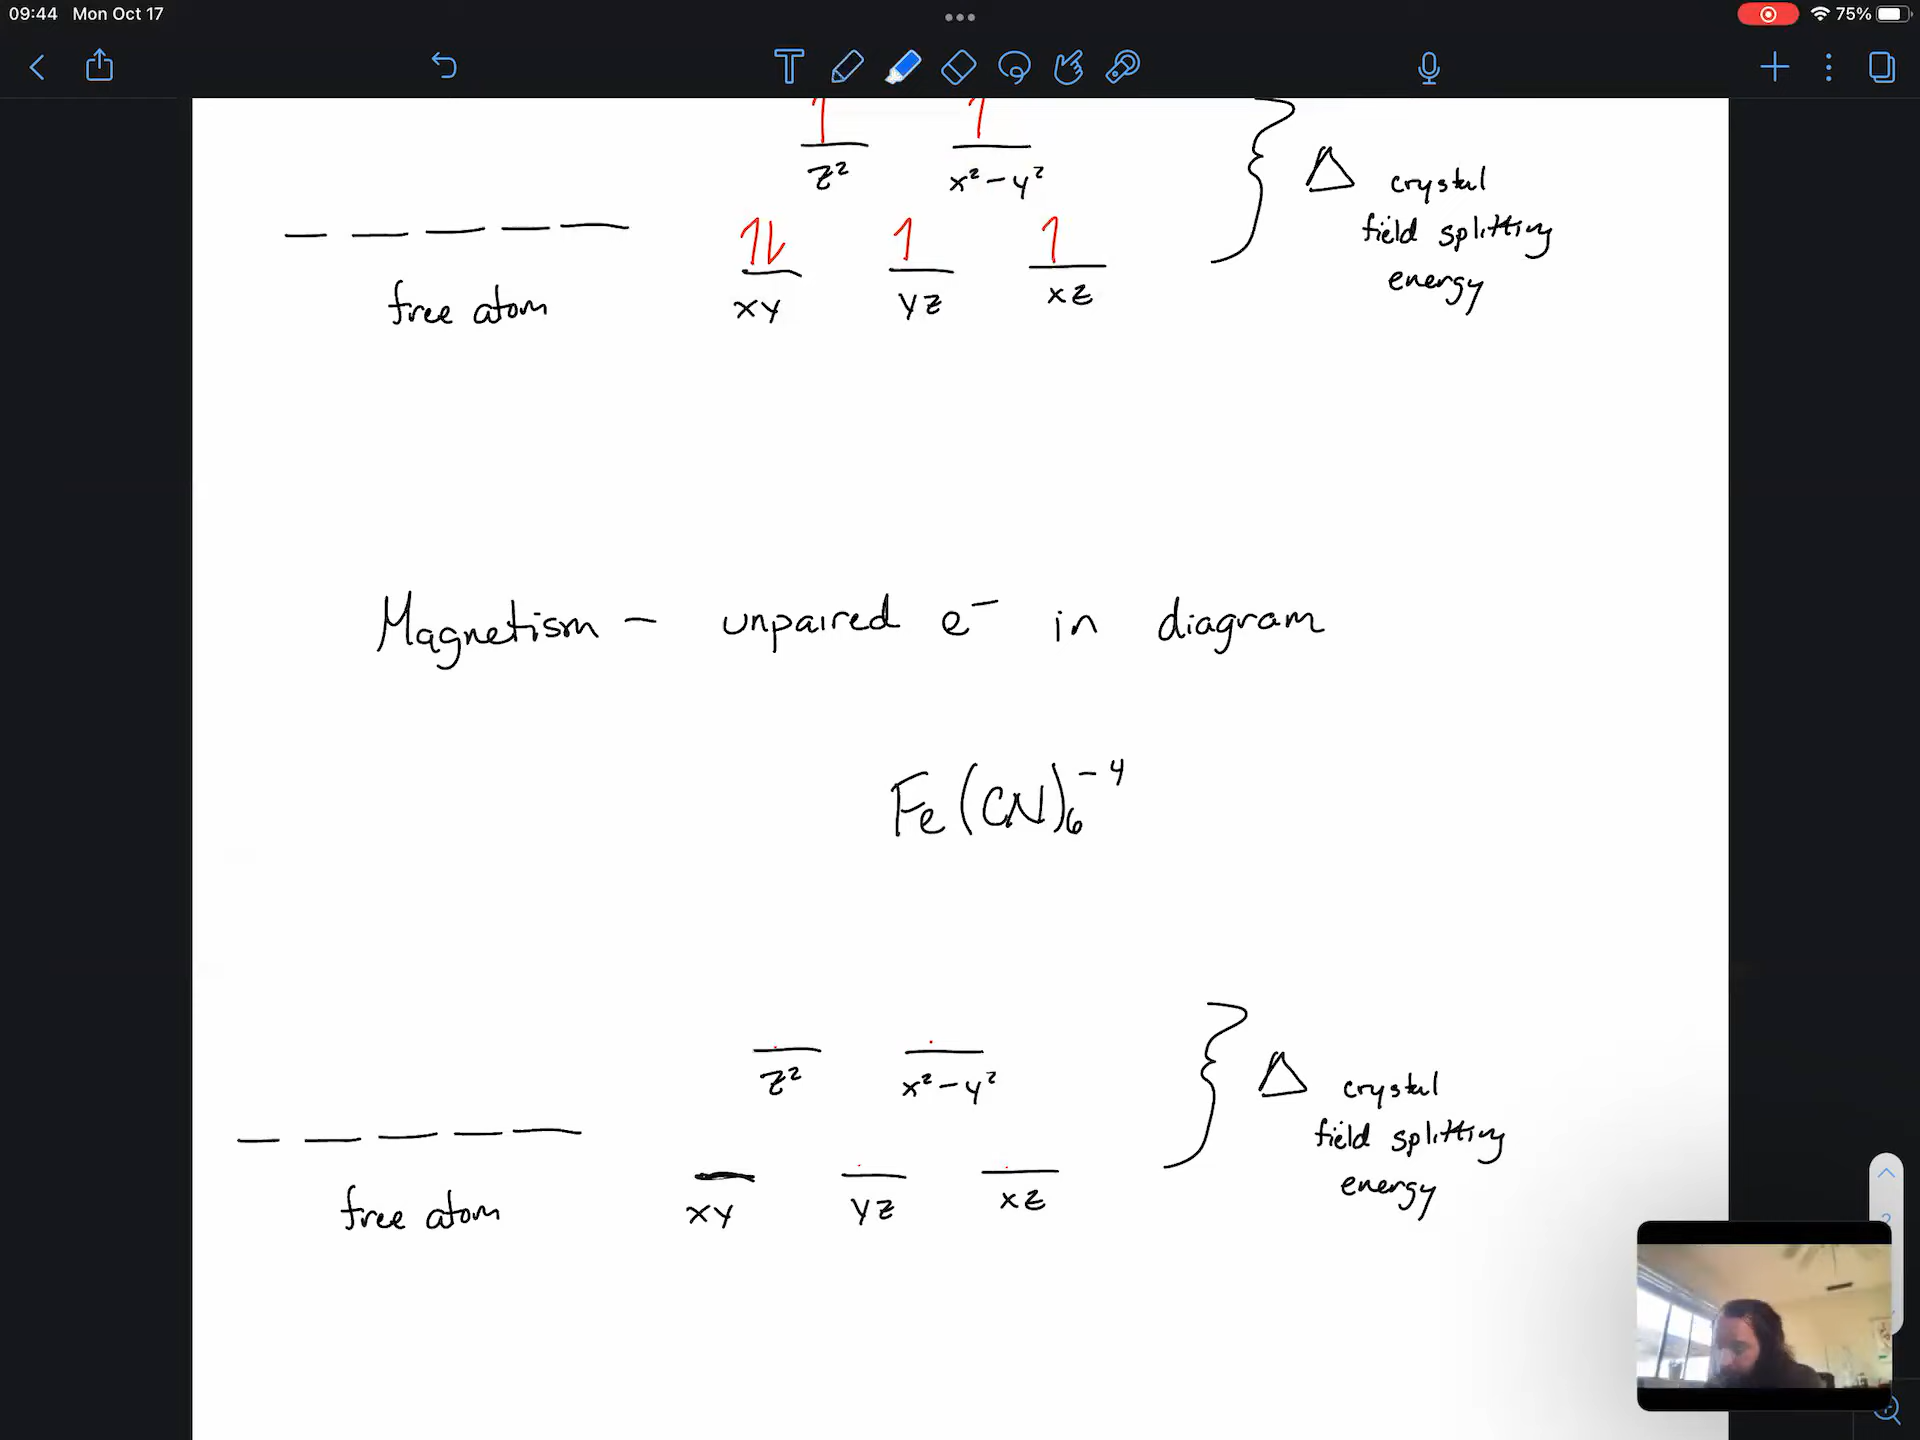 09:44 Mon Oct 17
75%
z² x²-y²
Δ crystal
field splitting
energy
xy yz xz
free atom
Magnetism - unpaired e⁻ in diagram
Fe(CN)₆⁻⁴
z² x²-y²
Δ crystal
field splitting
energy
xy yz xz
free atom
2